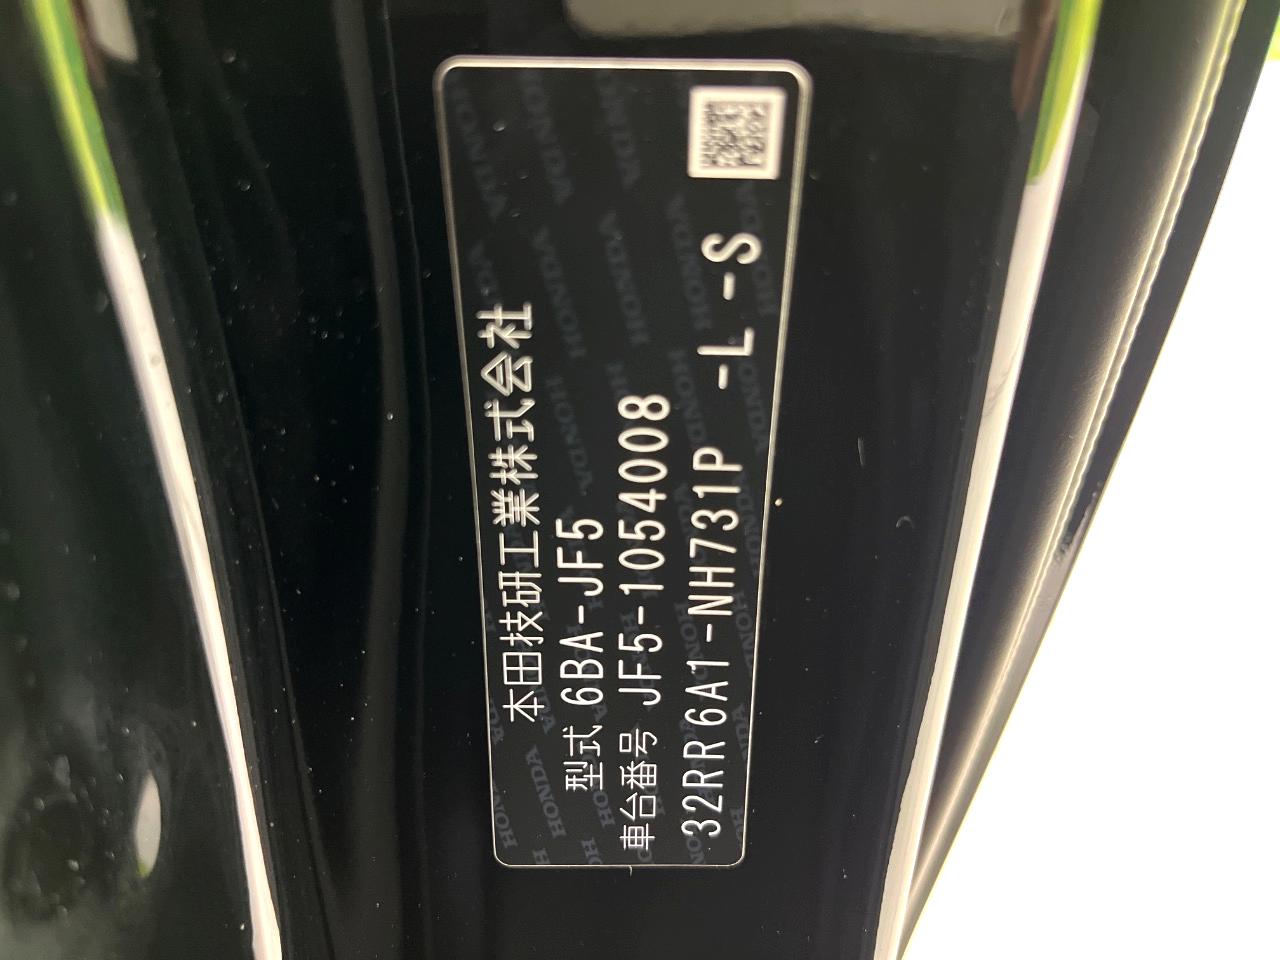 本田技研工業株式会社
型式 6BA-JF5
車台番号 JF5-1054008
32RR6A1-NH731P -L -S